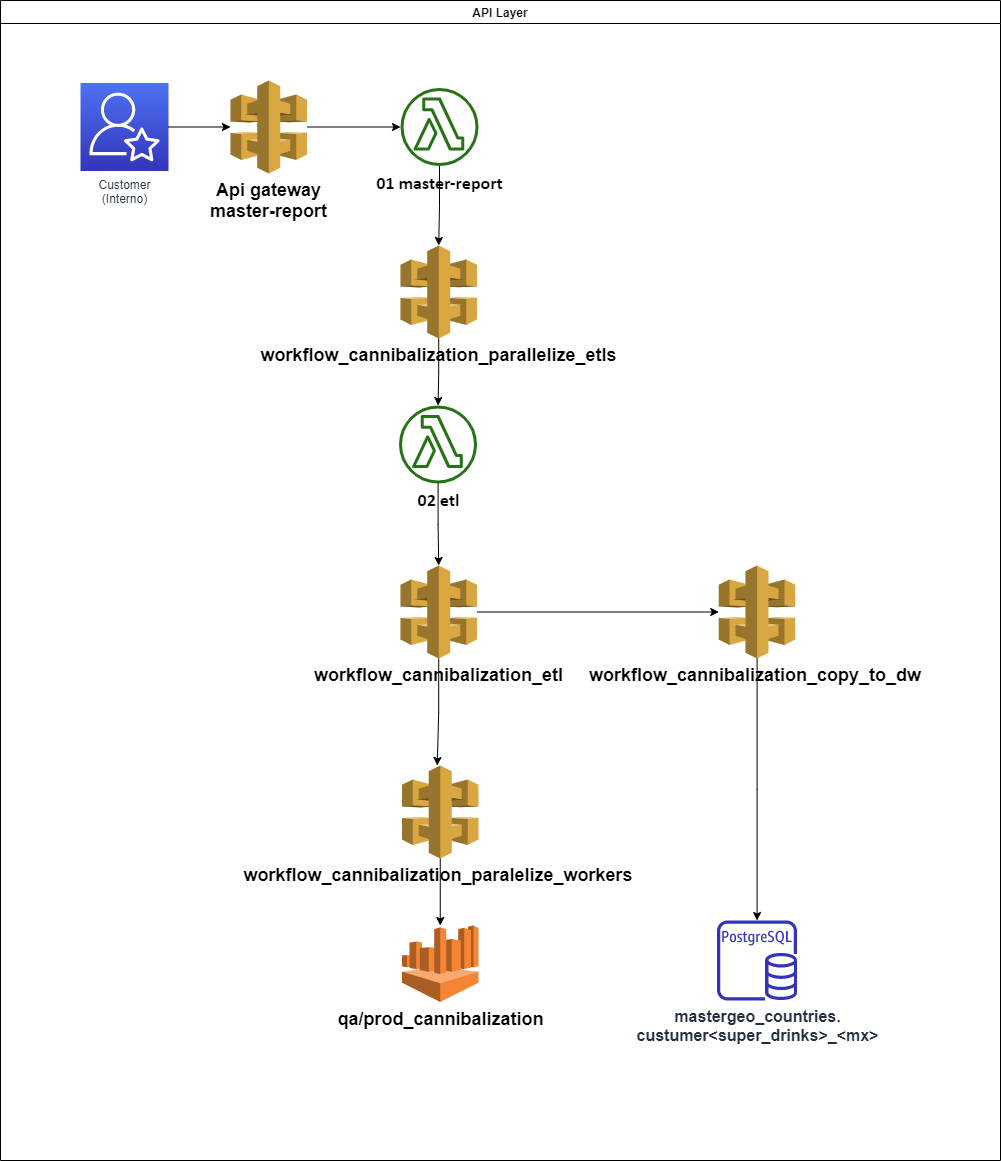 API Layer
Customer
(Interno)
Api gateway
master-report
01 master-report
workflow_cannibalization_parallelize_etls
02 etl
workflow_cannibalization_etl
workflow_cannibalization_copy_to_dw
workflow_cannibalization_paralelize_workers
qa/prod_cannibalization
PostgreSQL
mastergeo_countries.
custumer<super_drinks>_<mx>